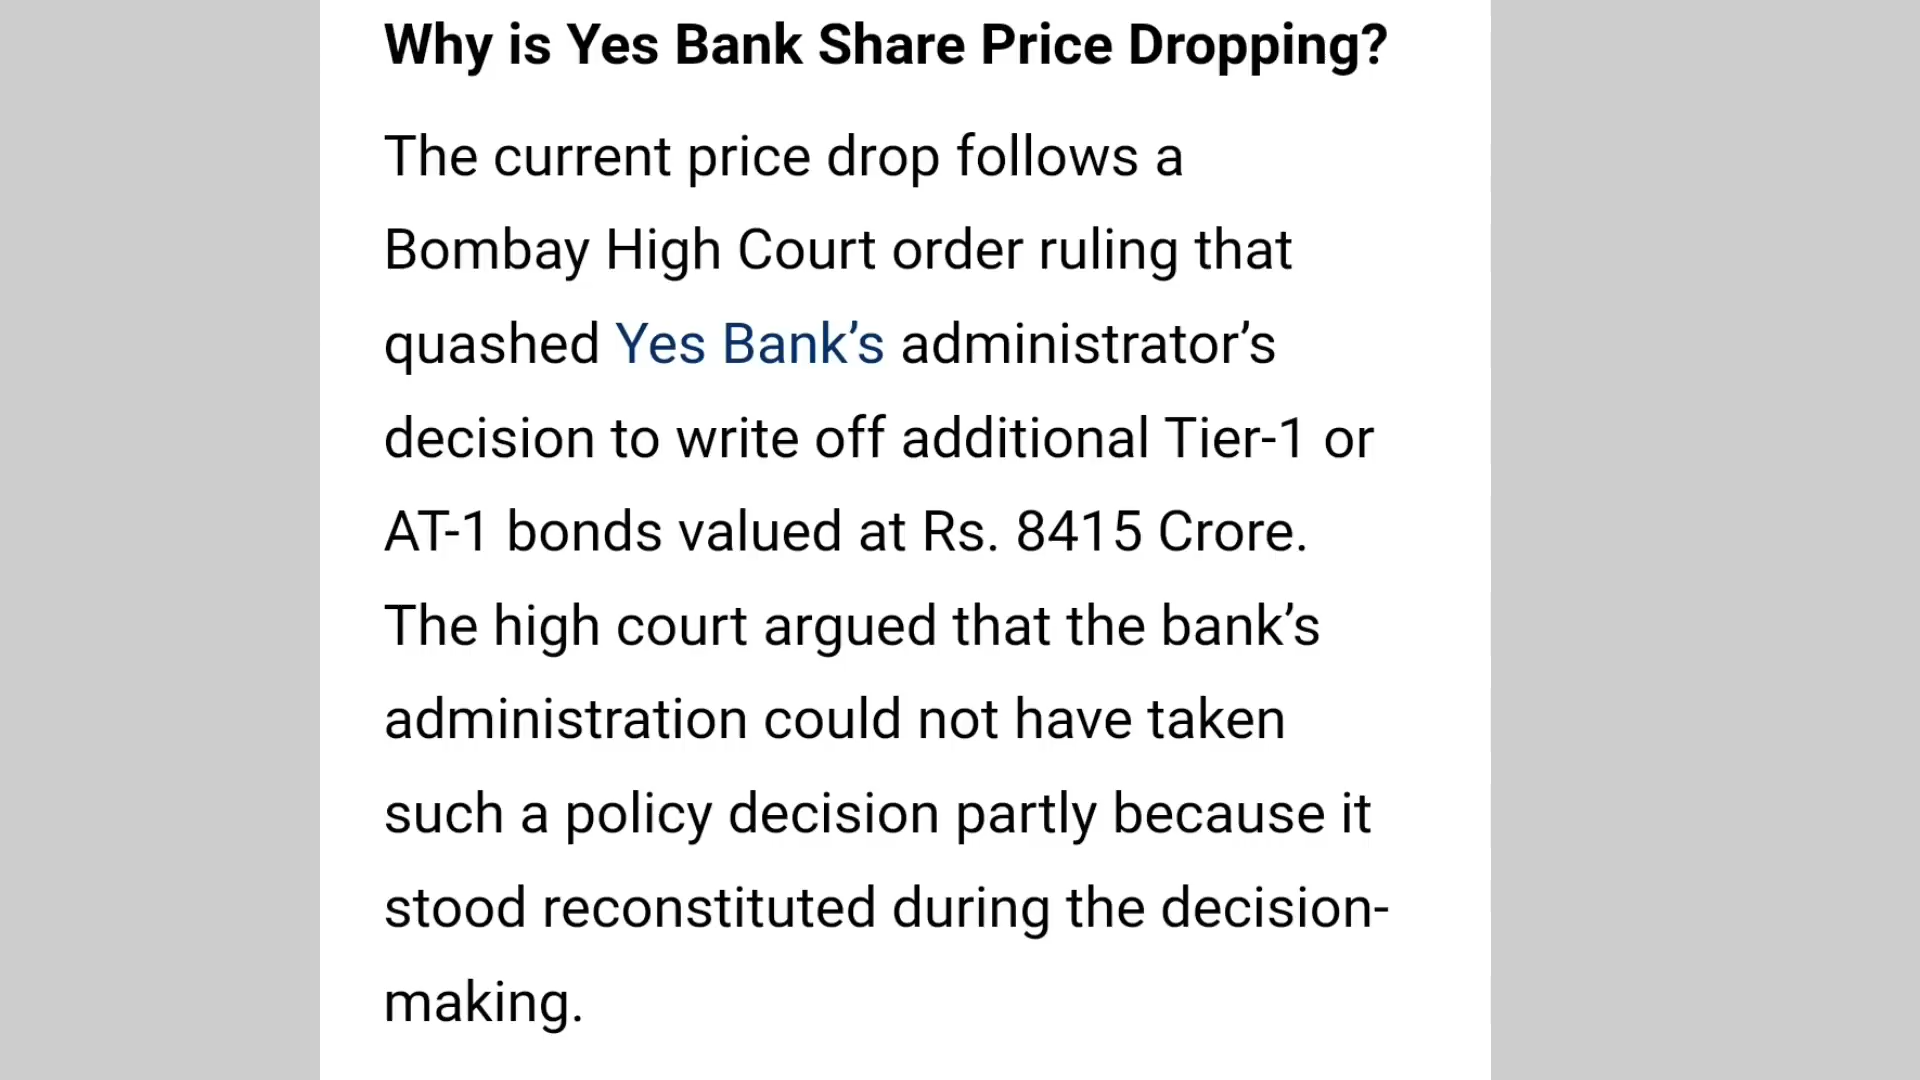 Why is Yes Bank Share Price Dropping?
The current price drop follows a
Bombay High Court order ruling that
quashed Yes Bank’s administrator’s
decision to write off additional Tier-1 or
AT-1 bonds valued at Rs. 8415 Crore.
The high court argued that the bank’s
administration could not have taken
such a policy decision partly because it
stood reconstituted during the decision-
making.